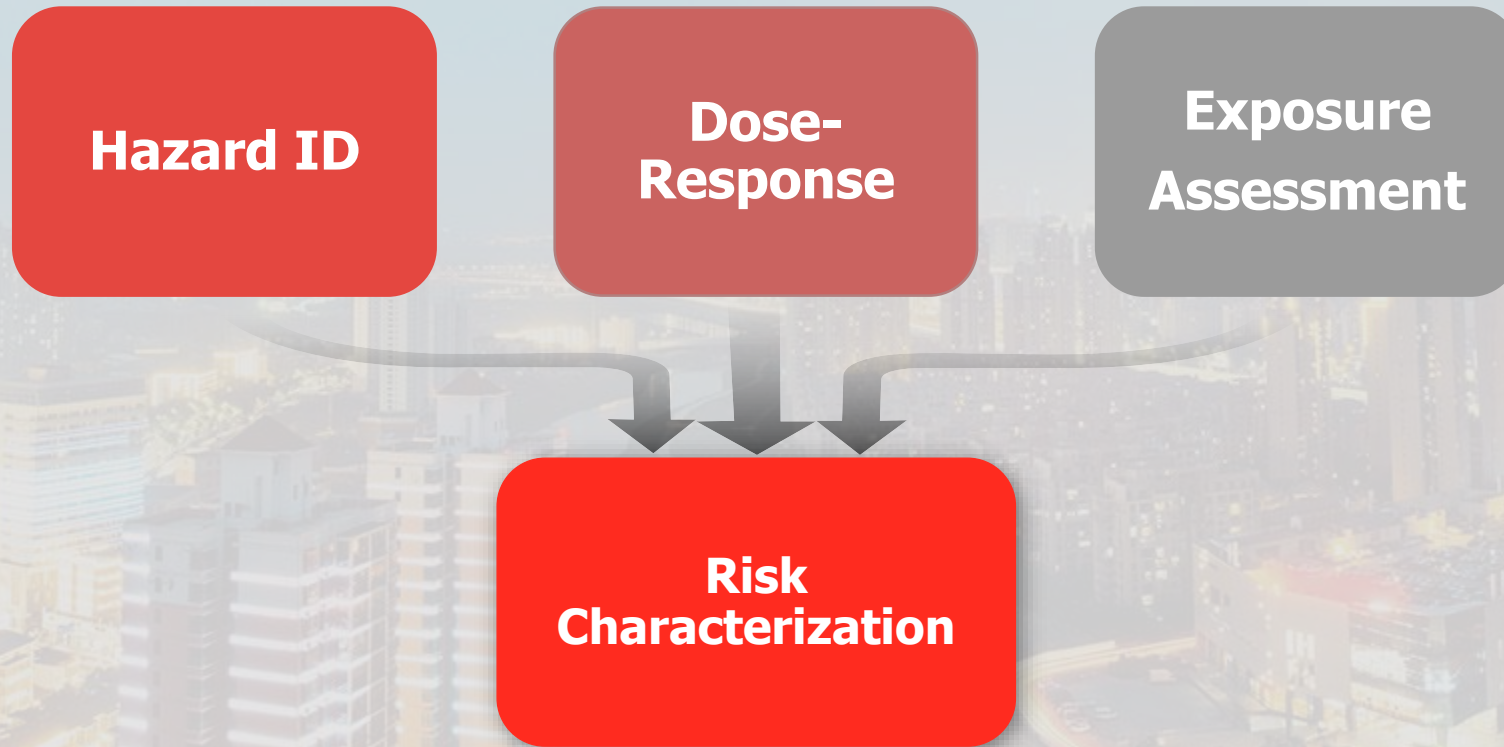 Hazard ID
Dose-
Response
Exposure
Assessment
Risk
Characterization